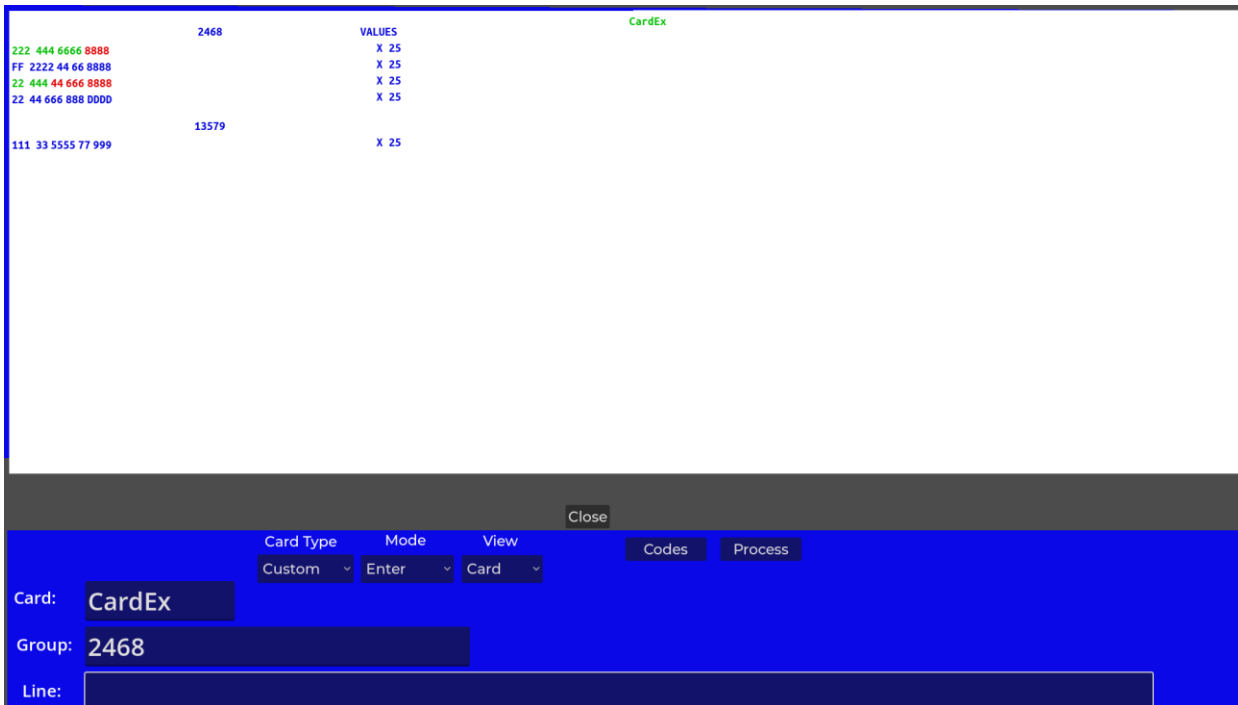 CardEx
2468 VALUES
222 444 6666 8888 X 25
FF 2222 44 66 8888 X 25
22 444 44 666 8888 X 25
22 44 666 888 DDDD X 25
13579
111 33 5555 77 999 X 25
Close
Card Type Mode View
Codes Process
Custom Enter Card
Card: CardEx
Group: 2468
Line: